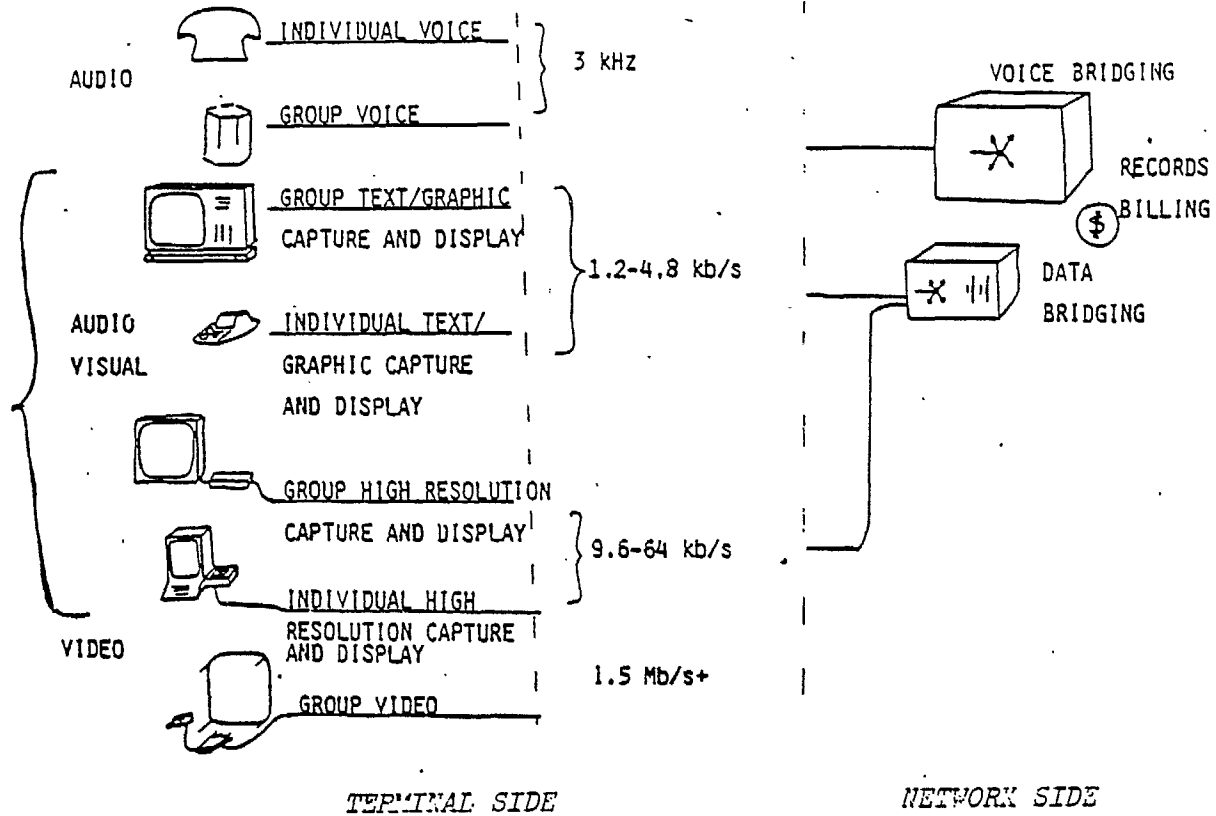 INDIVIDUAL VOICE
AUDIO
3 kHz
GROUP VOICE
GROUP TEXT/GRAPHIC
CAPTURE AND DISPLAY
1.2-4.8 kb/s
AUDIO
VISUAL
INDIVIDUAL TEXT/
GRAPHIC CAPTURE
AND DISPLAY
GROUP HIGH RESOLUTION
CAPTURE AND DISPLAY
9.6-64 kb/s
INDIVIDUAL HIGH
RESOLUTION CAPTURE
AND DISPLAY
VIDEO
1.5 Mb/s+
GROUP VIDEO
TERMINAL SIDE
VOICE BRIDGING
RECORDS
BILLING
$
DATA
BRIDGING
NETWORK SIDE